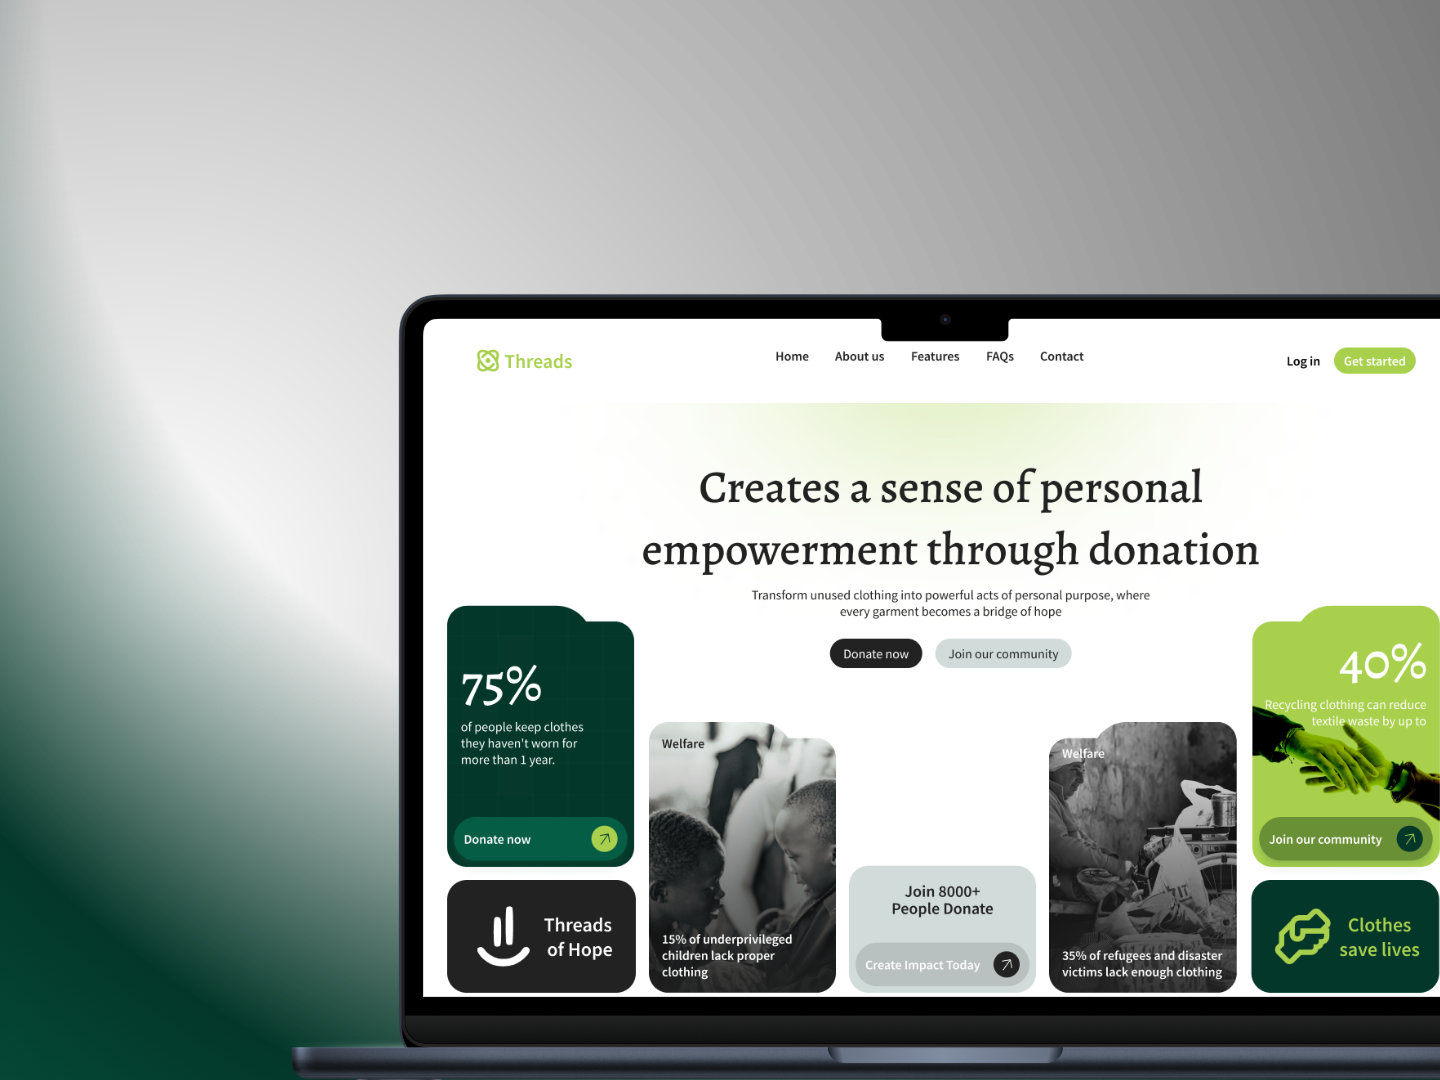 Threads
Home
About us
Features
FAQs
Contact
Log in
Get started
Creates a sense of personal
empowerment through donation
Transform unused clothing into powerful acts of personal purpose, where
every garment becomes a bridge of hope
Donate now
Join our community
75%
of people keep clothes
they haven't worn for
more than 1 year.
Donate now
Threads
of Hope
Welfare
15% of underprivileged
children lack proper
clothing
Join 8000+
People Donate
Create Impact Today
Welfare
35% of refugees and disaster
victims lack enough clothing
40%
Recycling clothing can reduce
textile waste by up to
Join our community
Clothes
save lives